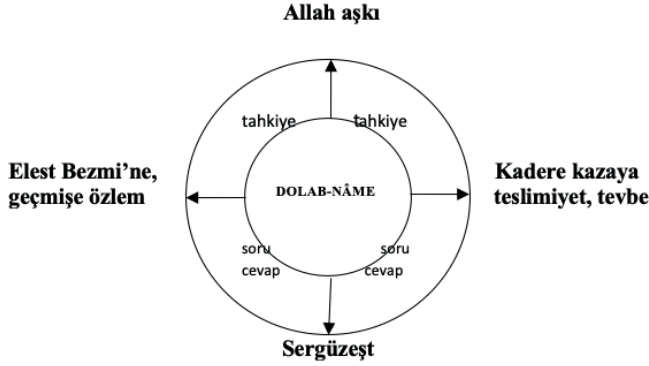 Allah aşkı
tahkiye tahkiye
Elest Bezmi’ne,
geçmişe özlem
DOLAB-NÂME
Kadere kazaya
teslimiyet, tevbe
soru soru
cevap cevap
Sergüzeşt